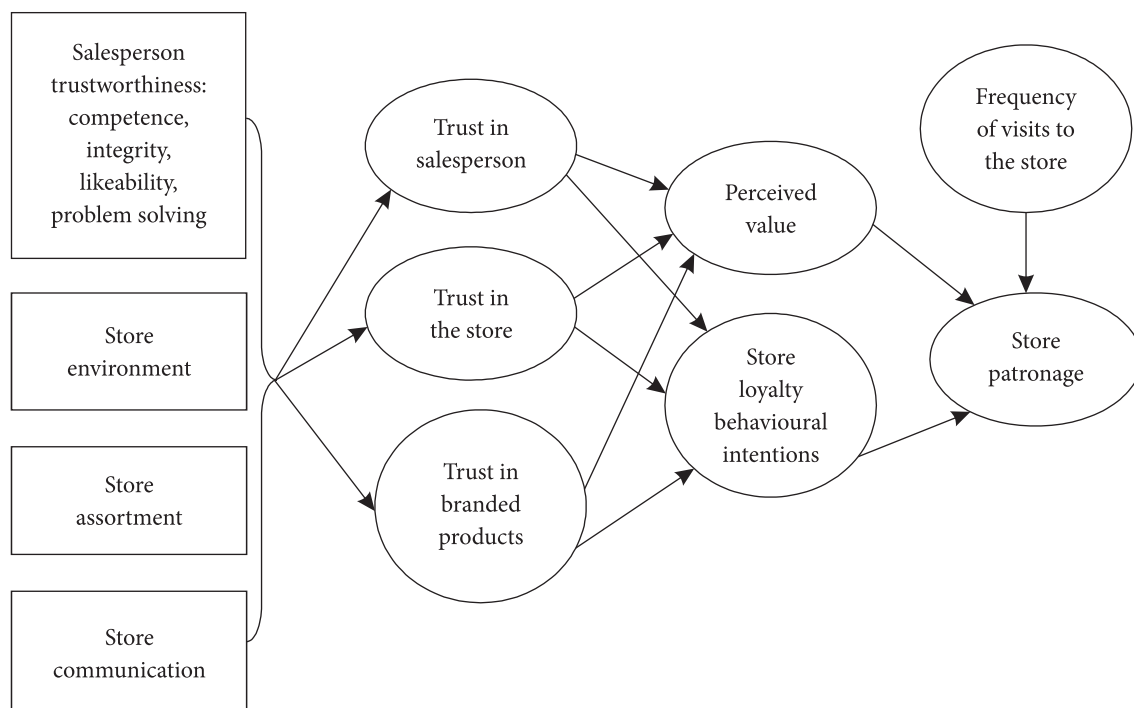 Salesperson
trustworthiness:
competence,
integrity,
likeability,
problem solving
Store
environment
Store
assortment
Store
communication
Trust in
salesperson
Trust in
the store
Trust in
branded
products
Perceived
value
Store
loyalty
behavioural
intentions
Frequency
of visits to
the store
Store
patronage